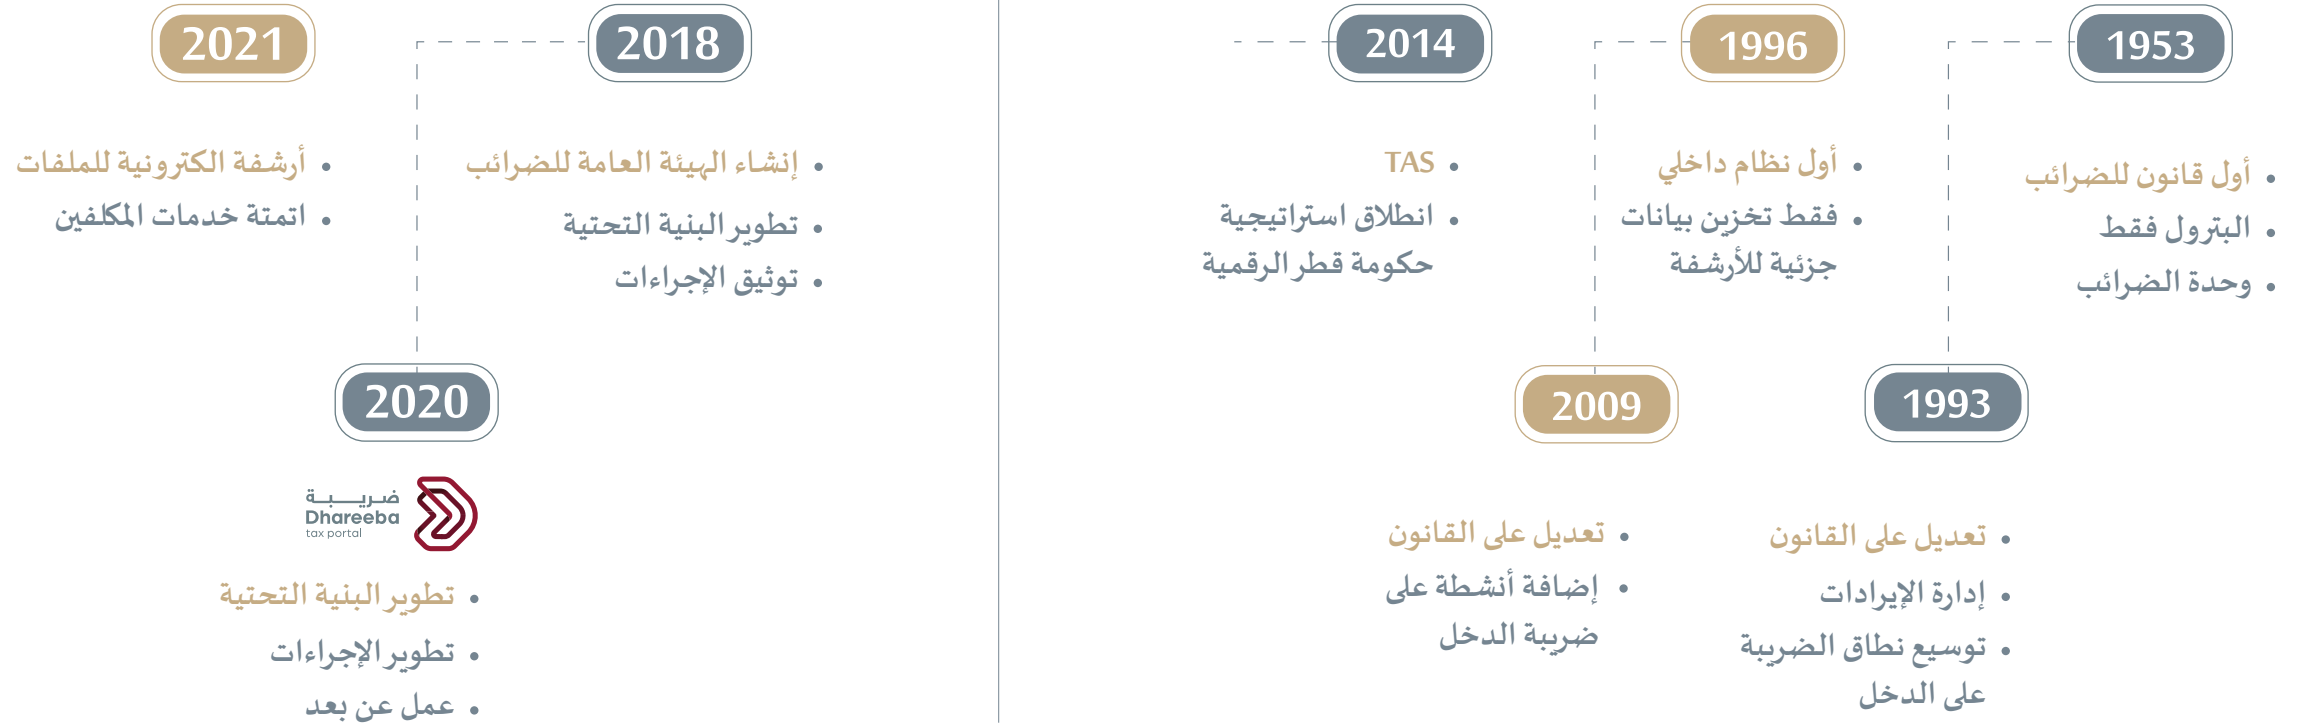 1953
أول قانون للضرائب
البترول فقط
وحدة الضرائب
1993
تعديل على القانون
إدارة الإيرادات
توسيع نطاق الضريبة
على الدخل
1996
أول نظام داخلي
فقط تخزين بيانات
جزئية للأرشفة
2009
تعديل على القانون
إضافة أنشطة على
ضريبة الدخل
2014
TAS
انطلاق استراتيجية
حكومة قطر الرقمية
2018
إنشاء الهيئة العامة للضرائب
تطوير البنية التحتية
توثيق الإجراءات
2020
ضريبة
Dhareeba
tax portal
تطوير البنية التحتية
تطوير الإجراءات
عمل عن بعد
2021
أرشفة الكترونية للملفات
اتمتة خدمات المكلفين